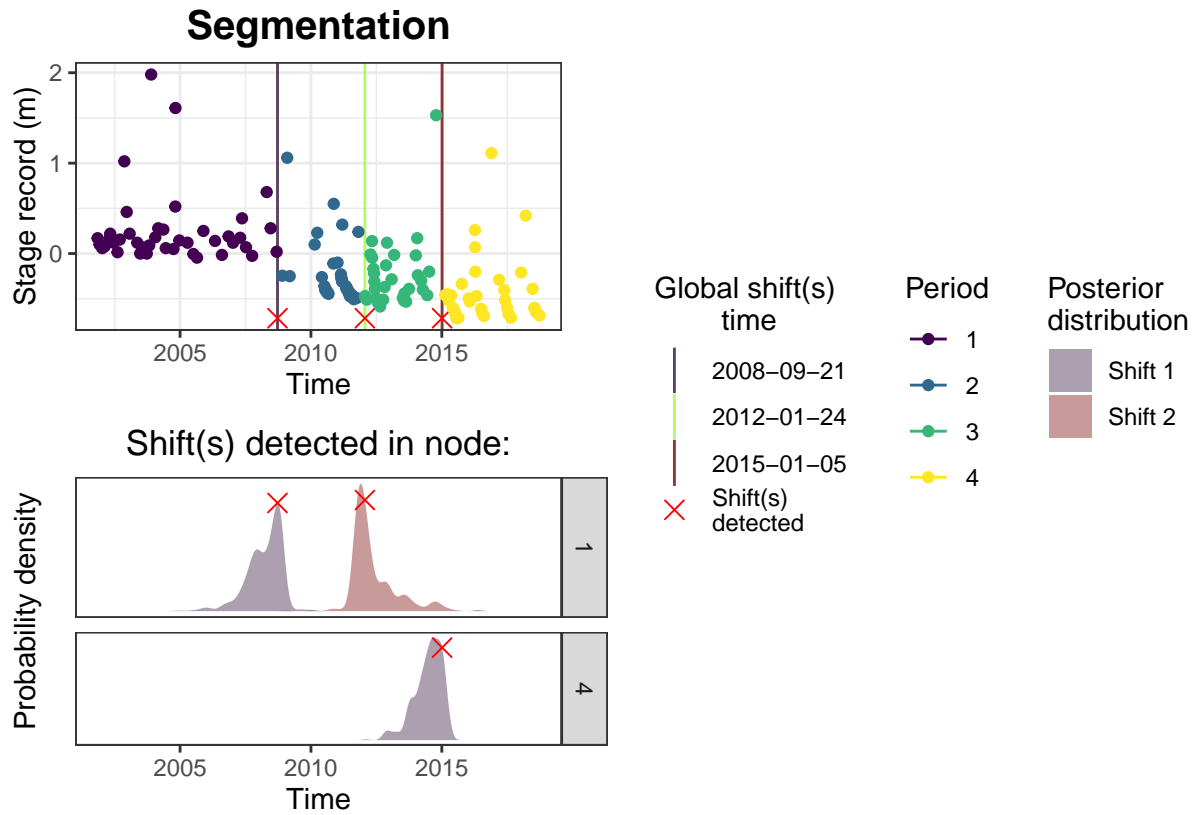 Segmentation
Stage record (m)
2
1
0
2005 2010 2015
Time
Shift(s) detected in node:
Probability density
1
4
2005 2010 2015
Time
Global shift(s)
time
2008−09−21
2012−01−24
2015−01−05
Shift(s)
detected
Period
1
2
3
4
Posterior
distribution
Shift 1
Shift 2